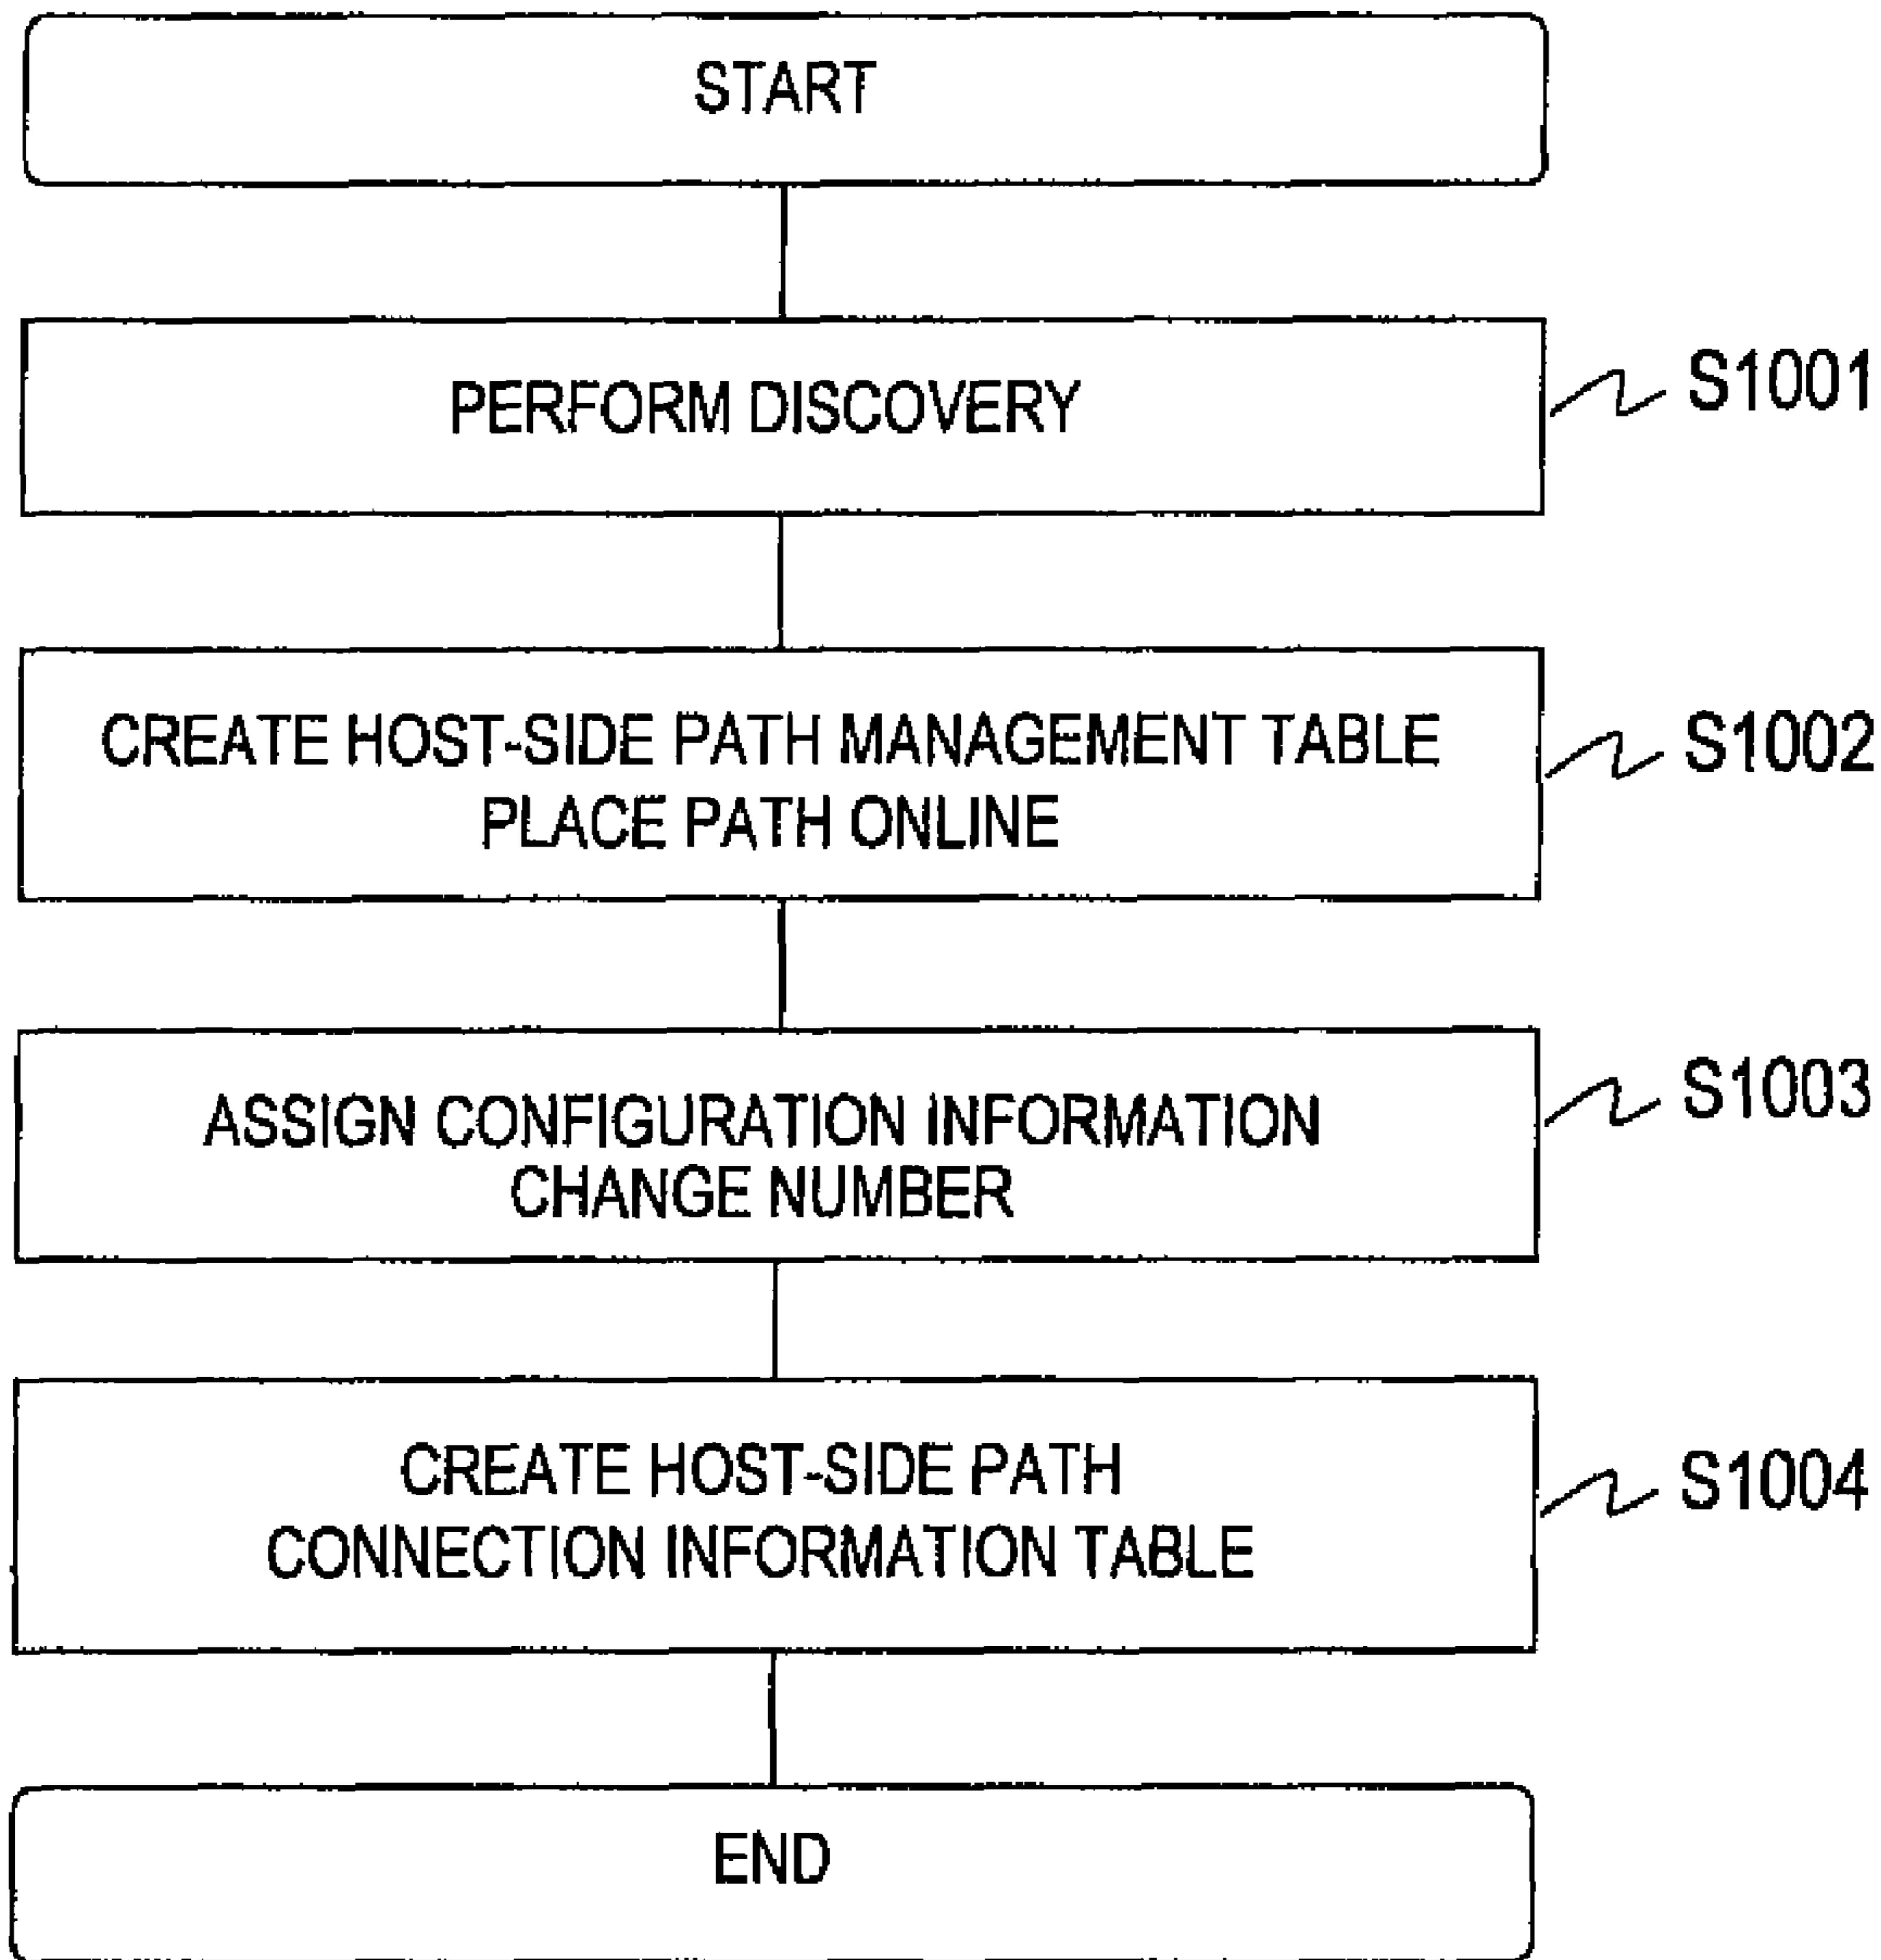 START
PERFORM DISCOVERY
S1001
CREATE HOST-SIDE PATH MANAGEMENT TABLE
PLACE PATH ONLINE
S1002
ASSIGN CONFIGURATION INFORMATION
CHANGE NUMBER
S1003
CREATE HOST-SIDE PATH
CONNECTION INFORMATION TABLE
S1004
END